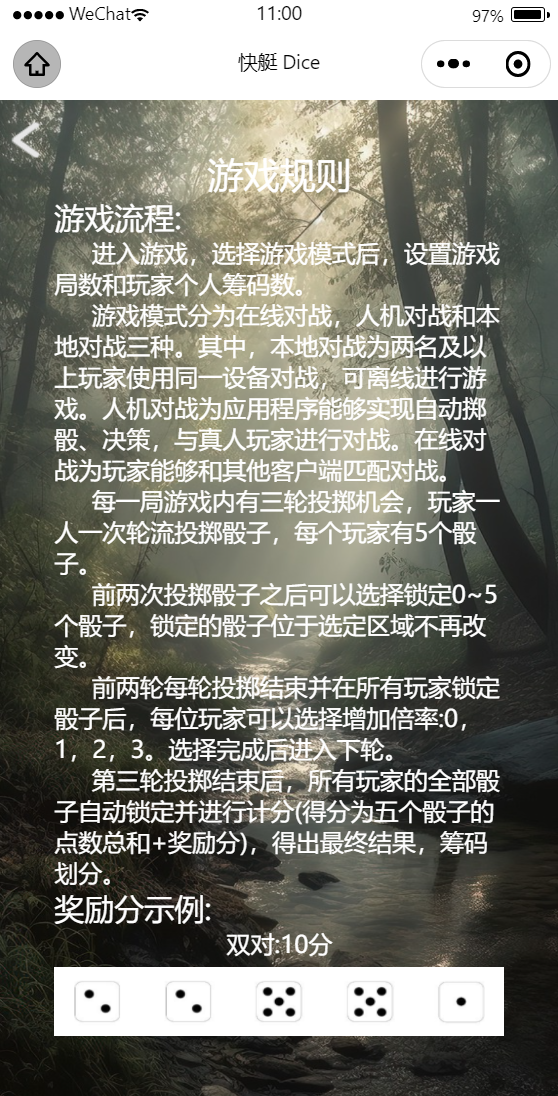 WeChat
11:00
97%
快艇 Dice
游戏规则
游戏流程:
进入游戏，选择游戏模式后，设置游戏
局数和玩家个人筹码数。
游戏模式分为在线对战，人机对战和本
地对战三种。其中，本地对战为两名及以
上玩家使用同一设备对战，可离线进行游
戏。人机对战为应用程序能够实现自动掷
骰、决策，与真人玩家进行对战。在线对
战为玩家能够和其他客户端匹配对战。
每一局游戏内有三轮投掷机会，玩家一
人一次轮流投掷骰子，每个玩家有5个骰
子。
前两次投掷骰子之后可以选择锁定0~5
个骰子，锁定的骰子位于选定区域不再改
变。
前两轮每轮投掷结束并在所有玩家锁定
骰子后，每位玩家可以选择增加倍率:0，
1，2，3。选择完成后进入下轮。
第三轮投掷结束后，所有玩家的全部骰
子自动锁定并进行计分(得分为五个骰子的
点数总和+奖励分)，得出最终结果，筹码
划分。
奖励分示例:
双对:10分